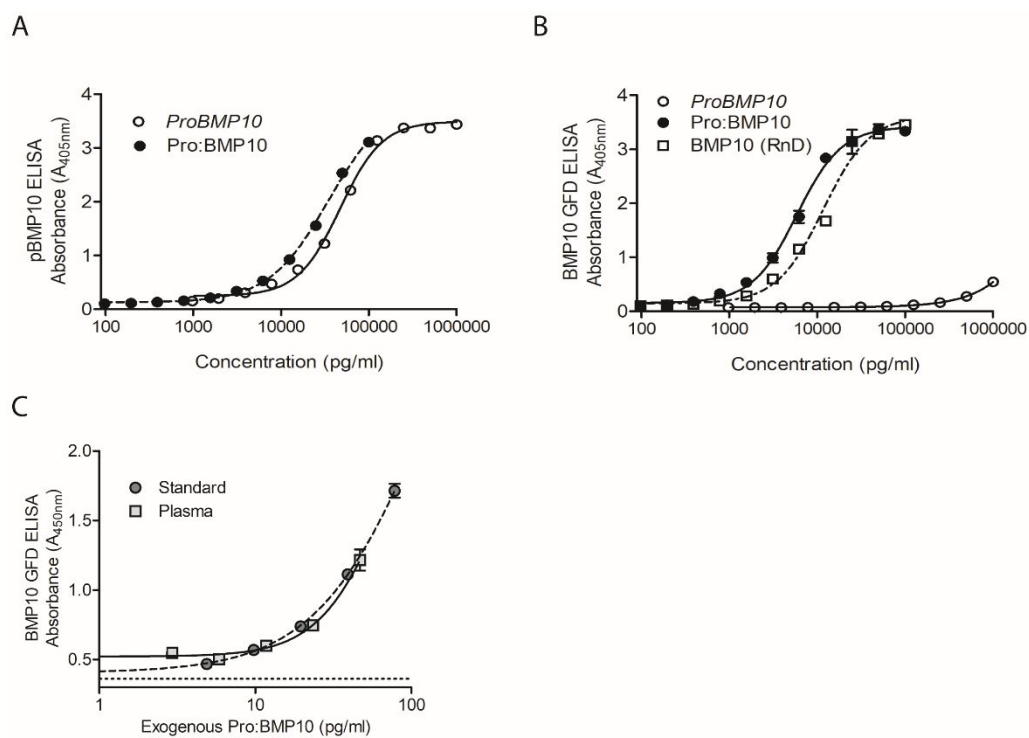 A
pBMP10 ELISA
Absorbance (A405nm)
4
3
2
1
0
ProBMP10
Pro:BMP10
100 1000 10000 100000 1000000
Concentration (pg/ml)
B
BMP10 GFD ELISA
Absorbance (A405nm)
4
3
2
1
0
ProBMP10
Pro:BMP10
BMP10 (RnD)
100 1000 10000 100000 1000000
Concentration (pg/ml)
C
BMP10 GFD ELISA
Absorbance (A450nm)
2.0
1.5
1.0
0.5
Standard
Plasma
1 10 100
Exogenous Pro:BMP10 (pg/ml)